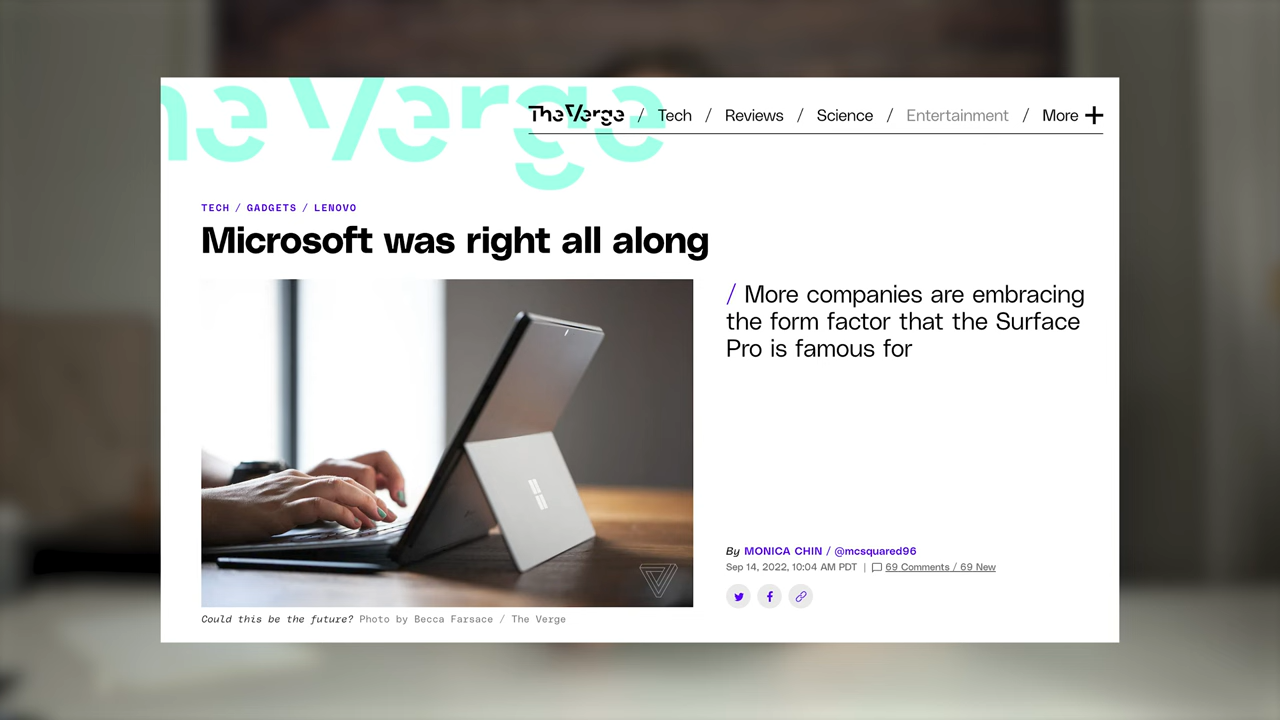 The Verge
The Verge / Tech / Reviews / Science / Entertainment / More +
TECH / GADGETS / LENOVO
Microsoft was right all along
/ More companies are embracing
the form factor that the Surface
Pro is famous for
By MONICA CHIN / @mcsquared96
Sep 14, 2022, 10:04 AM PDT | 69 Comments / 69 New
Could this be the future? Photo by Becca Farsace / The Verge